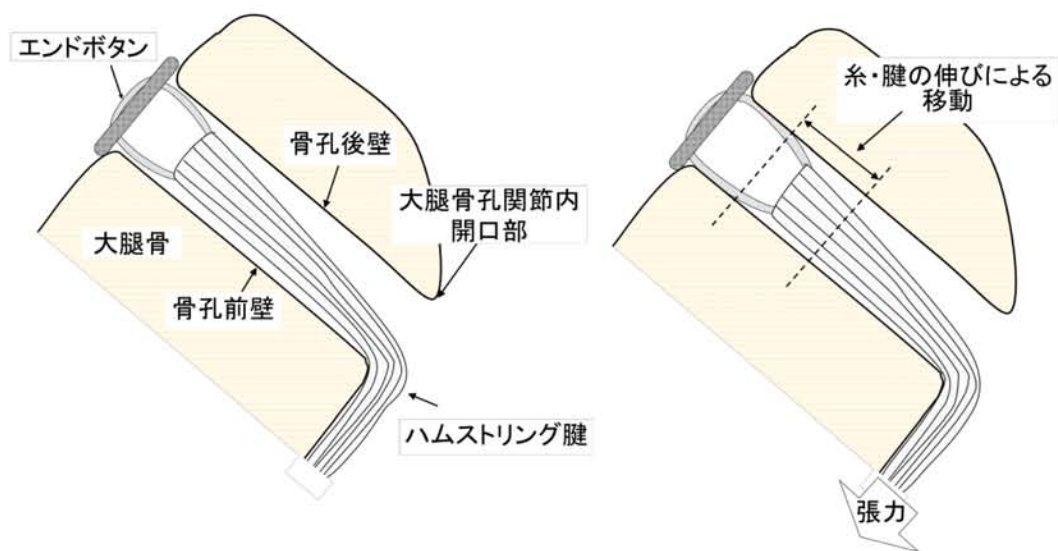 エンドボタン
骨孔後壁
大腿骨孔関節内
開口部
大腿骨
骨孔前壁
ハムストリング腱
糸・腱の伸びによる
移動
張力